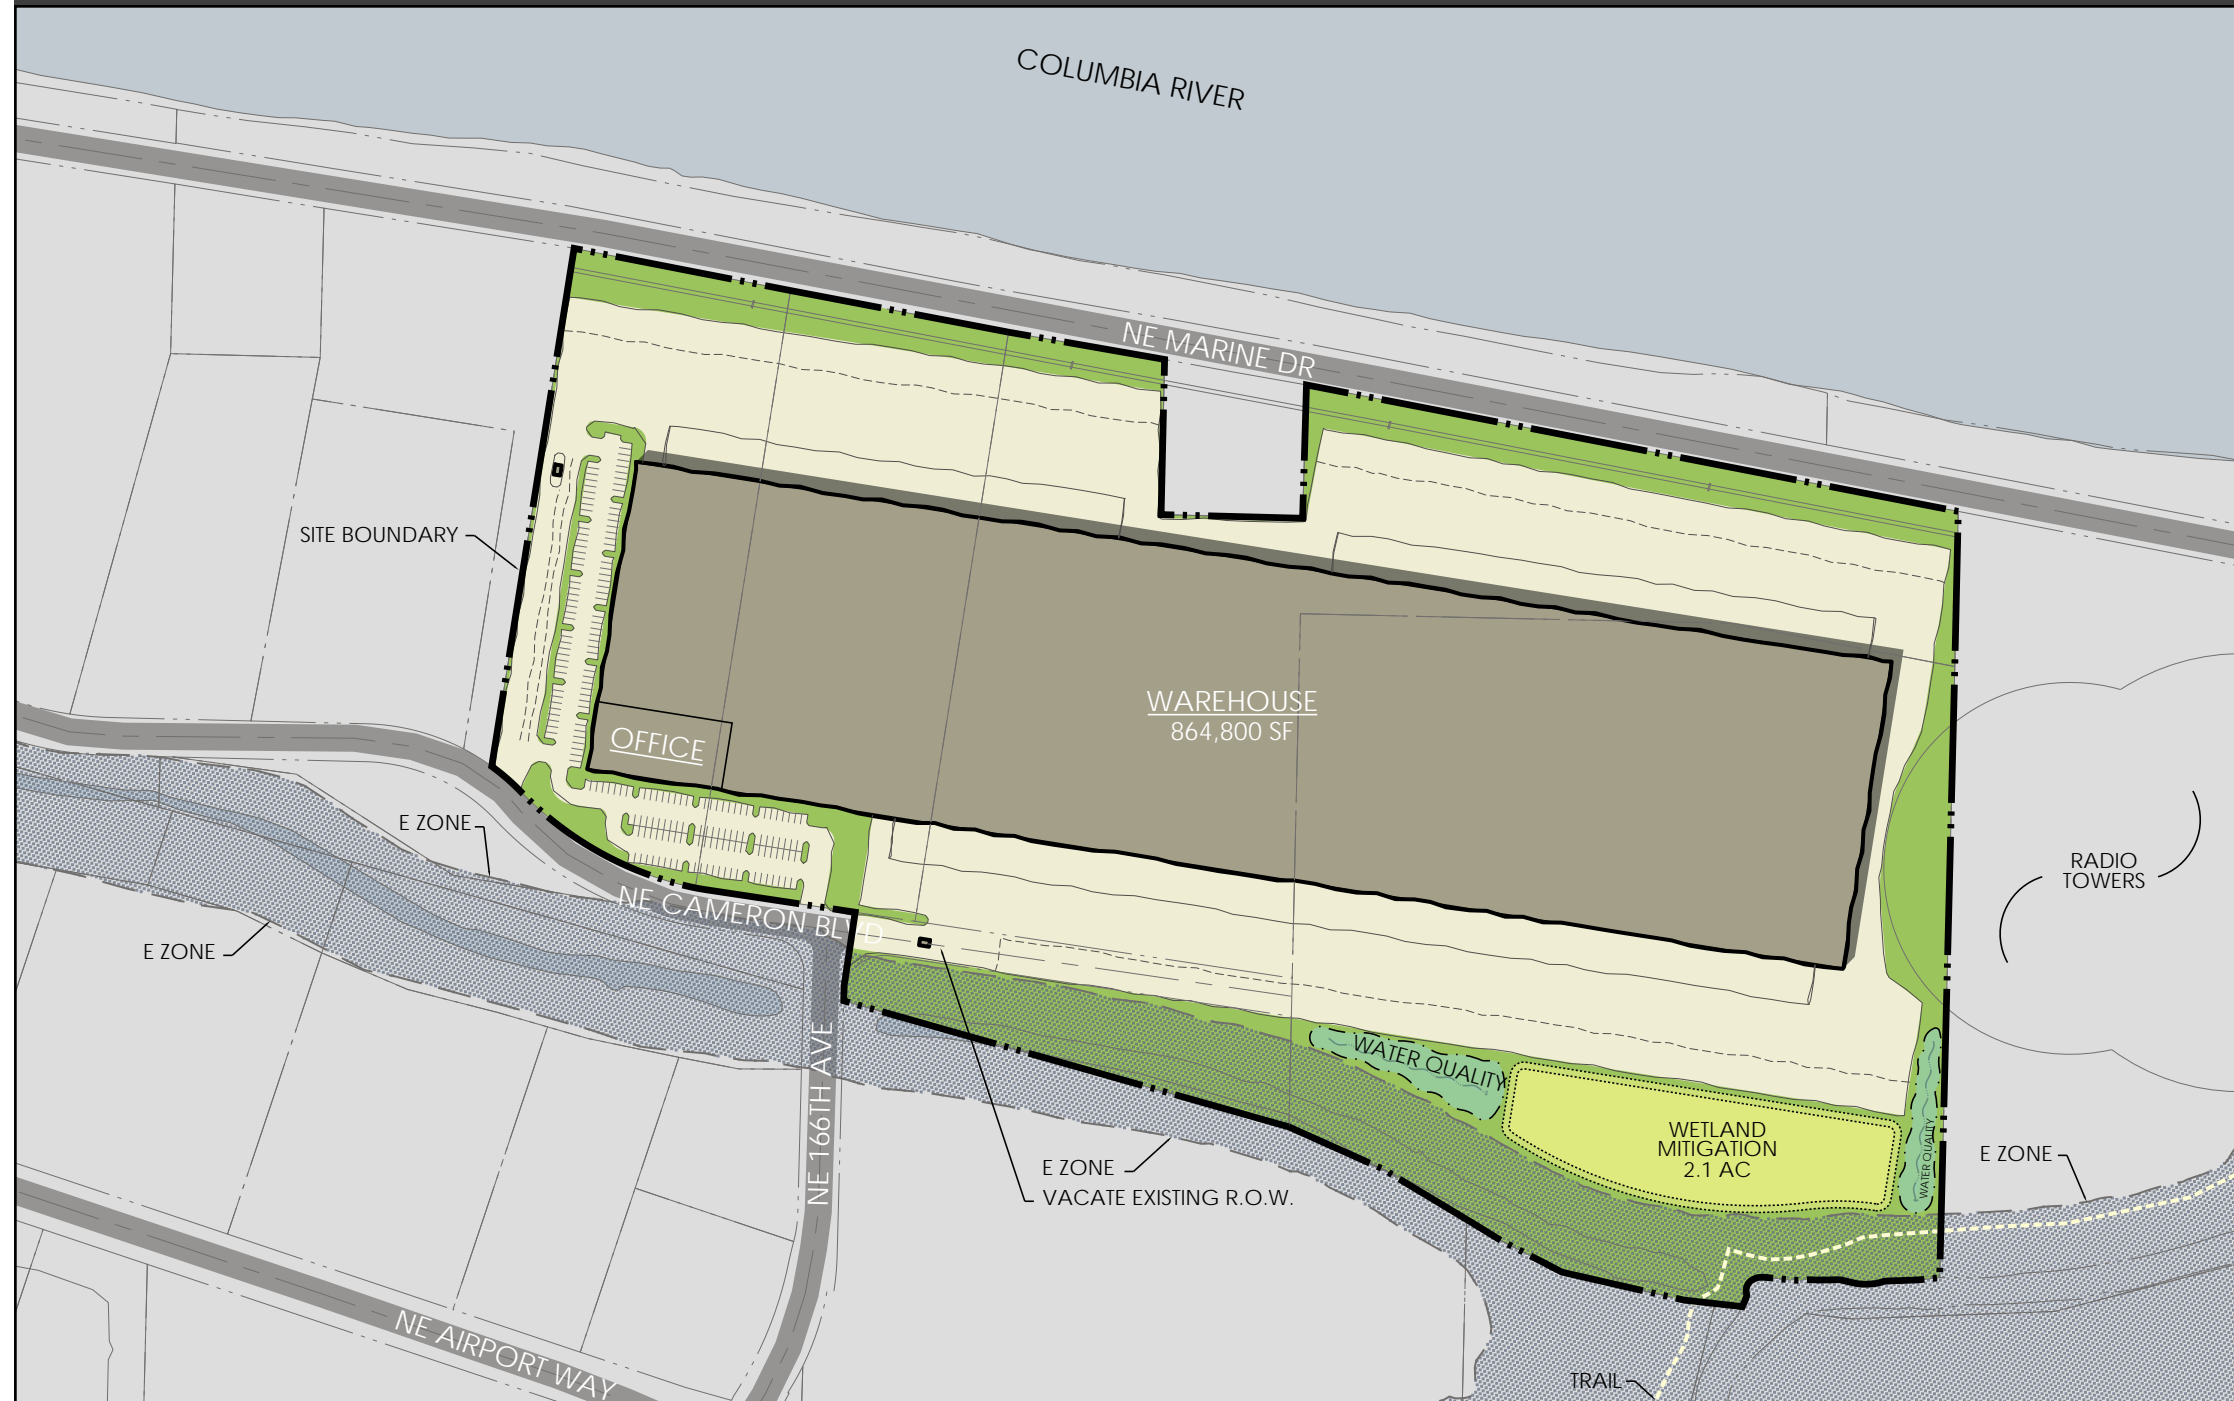 COLUMBIA RIVER
NE MARINE DR
SITE BOUNDARY
WAREHOUSE
864,800 SF
OFFICE
E ZONE
RADIO
TOWERS
NE CAMERON BLVD
E ZONE
WATER QUALITY
NE 166TH AVE
WETLAND
MITIGATION
2.1 AC
WATER QUALITY
E ZONE
E ZONE
VACATE EXISTING R.O.W.
NE AIRPORT WAY
TRAIL